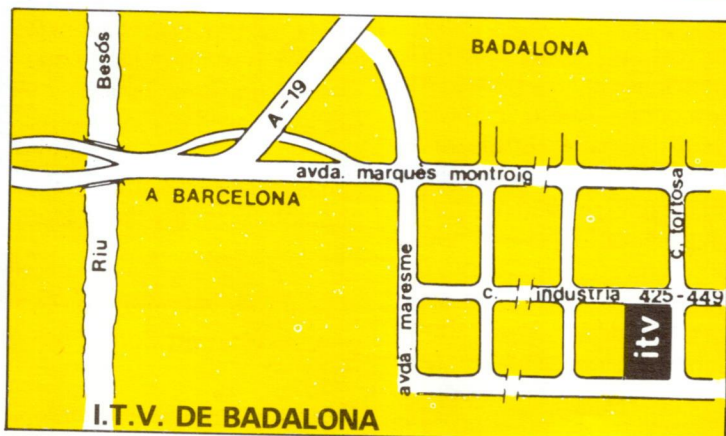 BADALONA
Besós
A-19
avda. marquès montroig
A BARCELONA
c. tortosa
Riu
avda. maresme
c. industria 425-449
itv
I.T.V. DE BADALONA